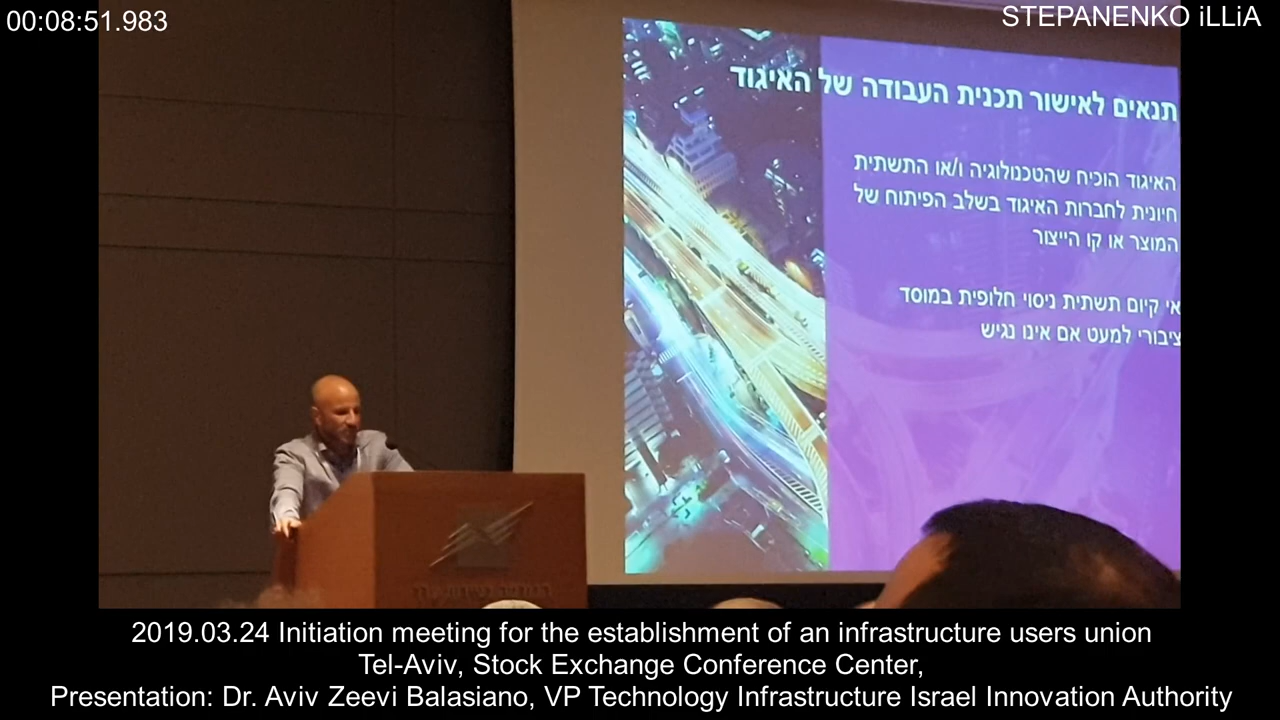 00:08:51.983
STEPANENKO iLLiA
תנאים לאישור תכנית העבודה של האיגוד
האיגוד הוכיח שהטכנולוגיה ו/או התשתית
חיונית לחברות האיגוד בשלב הפיתוח של
המוצר או קו הייצור
אי קיום תשתית ניסוי חלופית במוסד
ציבורי למעט אם אינו נגיש
2019.03.24 Initiation meeting for the establishment of an infrastructure users union
Tel-Aviv, Stock Exchange Conference Center,
Presentation: Dr. Aviv Zeevi Balasiano, VP Technology Infrastructure Israel Innovation Authority